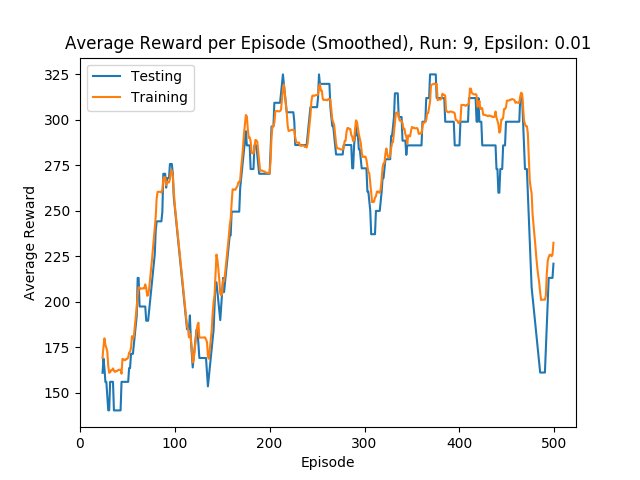 Average Reward per Episode (Smoothed), Run: 9, Epsilon: 0.01
Testing
Training
Average Reward
325
300
275
250
225
200
175
150
0 100 200 300 400 500
Episode